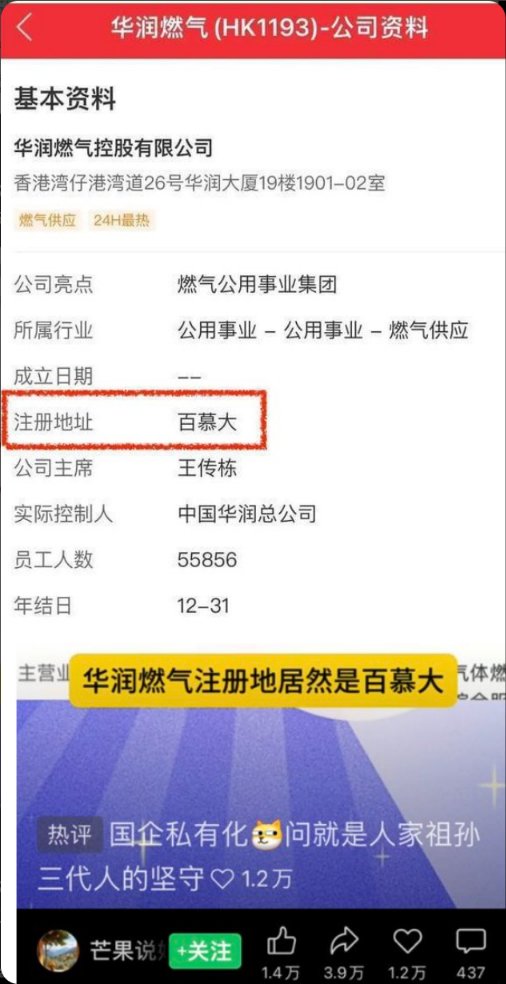 华润燃气(HK1193)-公司资料
基本资料
华润燃气控股有限公司
香港湾仔港湾道26号华润大厦19楼1901-02室
燃气供应 24H最热
公司亮点 燃气公用事业集团
所属行业 公用事业 - 公用事业 - 燃气供应
成立日期 --
注册地址 百慕大
公司主席 王传栋
实际控制人 中国华润总公司
员工人数 55856
年结日 12-31
主营业 气体燃
华润燃气注册地居然是百慕大
热评 国企私有化🐱问就是人家祖孙
三代人的坚守♡1.2万
芒果说 +关注
1.4万 3.9万 1.2万 437